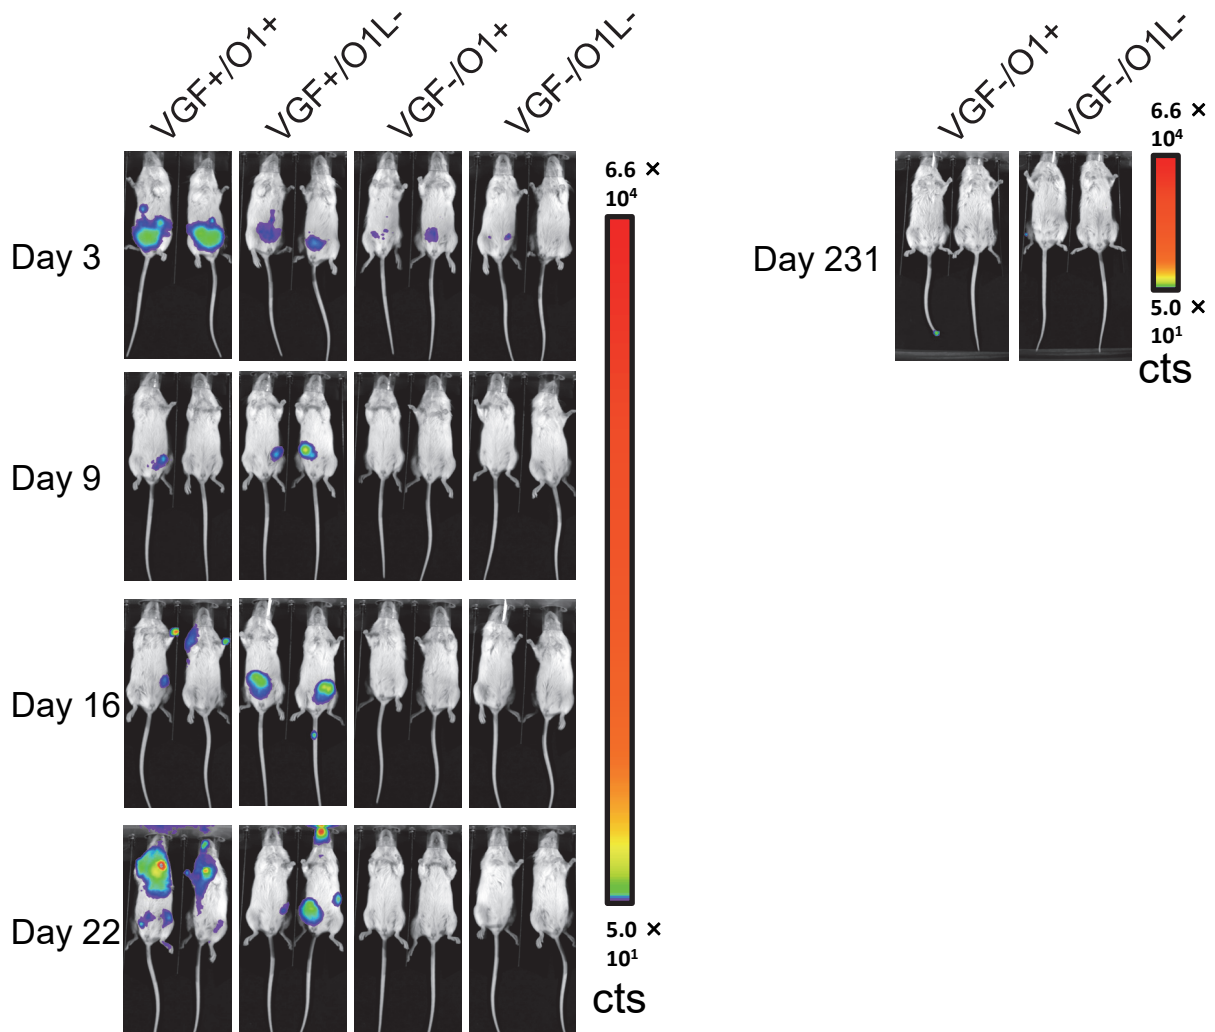 VGF+/O1+
VGF+/O1L-
VGF-/O1+
VGF-/O1L-
Day 3
Day 9
Day 16
Day 22
6.6 ×
10⁴
5.0 ×
10¹
cts
VGF-/O1+
VGF-/O1L-
Day 231
6.6 ×
10⁴
5.0 ×
10¹
cts